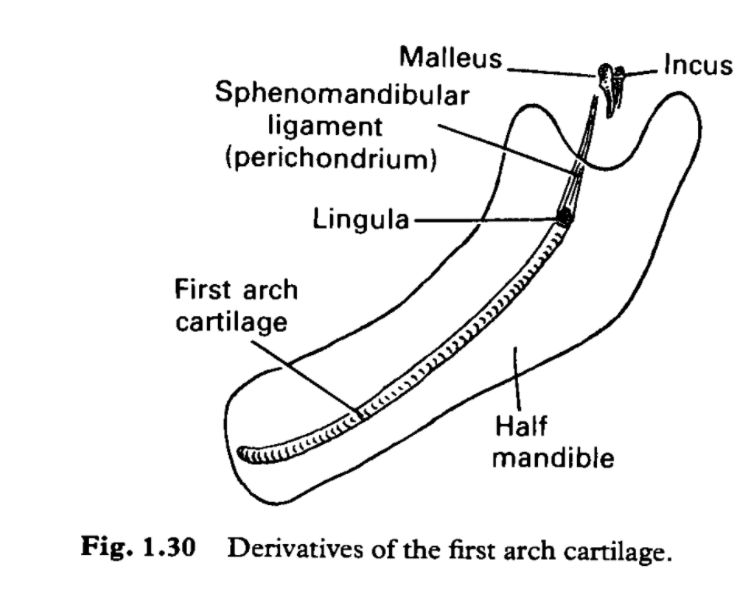 Malleus
Incus
Sphenomandibular
ligament
(perichondrium)
Lingula
First arch
cartilage
Half
mandible
Fig. 1.30 Derivatives of the first arch cartilage.